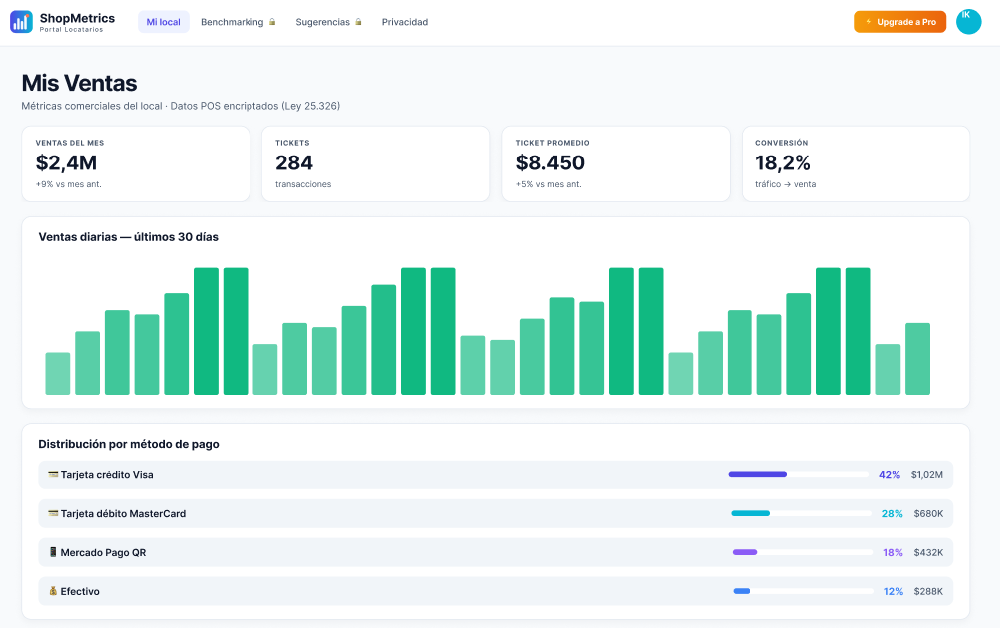 ShopMetrics
Portal Locatarios
Mi local
Benchmarking
Sugerencias
Privacidad
Upgrade a Pro
IK
Mis Ventas
Métricas comerciales del local · Datos POS encriptados (Ley 25.326)
VENTAS DEL MES
$2,4M
+9% vs mes ant.
TICKETS
284
transacciones
TICKET PROMEDIO
$8.450
+5% vs mes ant.
CONVERSIÓN
18,2%
tráfico → venta
Ventas diarias — últimos 30 días
Distribución por método de pago
Tarjeta crédito Visa 42% $1,02M
Tarjeta débito MasterCard 28% $680K
Mercado Pago QR 18% $432K
Efectivo 12% $288K